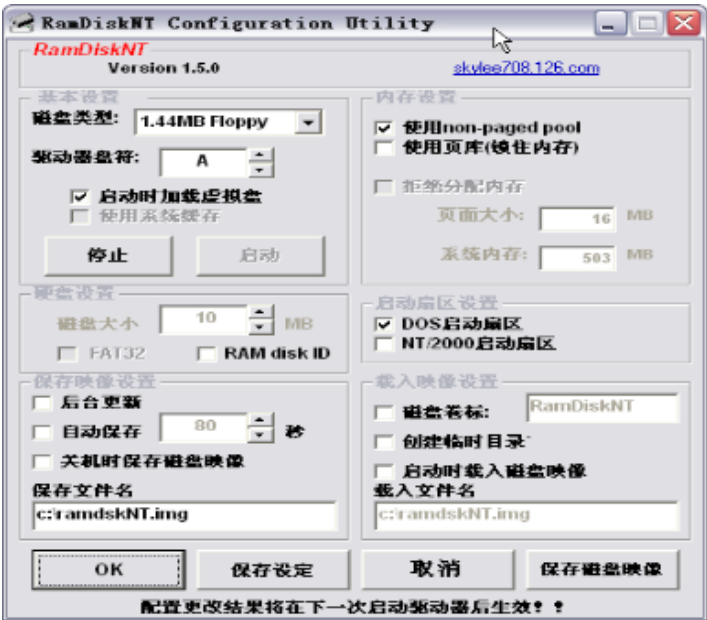 RamDiskNT Configuration Utility
RamDiskNT
Version 1.5.0
skylee708.126.com
基本设置
磁盘类型: 1.44MB Floppy
驱动器盘符: A
启动时加载虚拟盘
使用系统缓存
停止 启动
内存设置
使用non-paged pool
使用页库(锁住内存)
拒绝分配内存
页面大小: 16 MB
系统内存: 503 MB
硬盘设置
磁盘大小 10 MB
FAT32 RAM disk ID
启动扇区设置
DOS启动扇区
NT/2000启动扇区
保存映像设置
后台更新
自动保存 80 秒
关机时保存磁盘映像
保存文件名
c:\ramdskNT.img
载入映像设置
磁盘卷标: RamDiskNT
创建临时目录
启动时载入磁盘映像
载入文件名
c:\ramdskNT.img
OK 保存设定 取消 保存磁盘映像
配置更改结果将在下一次启动驱动器后生效!!